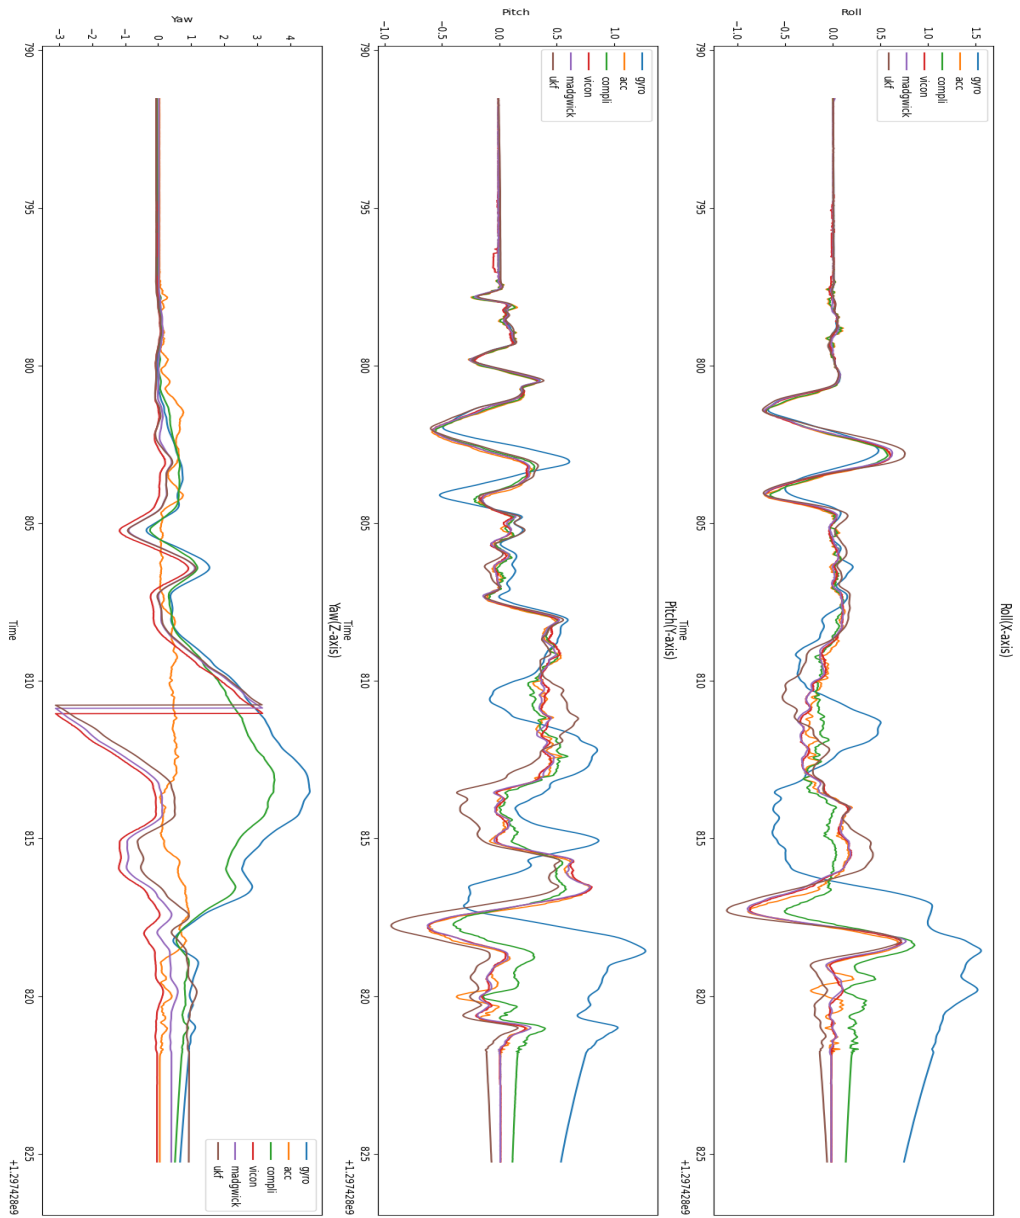 Roll(X-axis)
Roll
1.5
1.0
0.5
0.0
−0.5
−1.0
gyro
acc
compli
vicon
madgwick
ukf
790
795
800
805
810
815
820
825
+1.297428e9
Time
Pitch(Y-axis)
Pitch
1.0
0.5
0.0
−0.5
−1.0
gyro
acc
compli
vicon
madgwick
ukf
790
795
800
805
810
815
820
825
+1.297428e9
Time
Yaw(Z-axis)
Yaw
4
3
2
1
0
−1
−2
−3
gyro
acc
compli
vicon
madgwick
ukf
790
795
800
805
810
815
820
825
+1.297428e9
Time